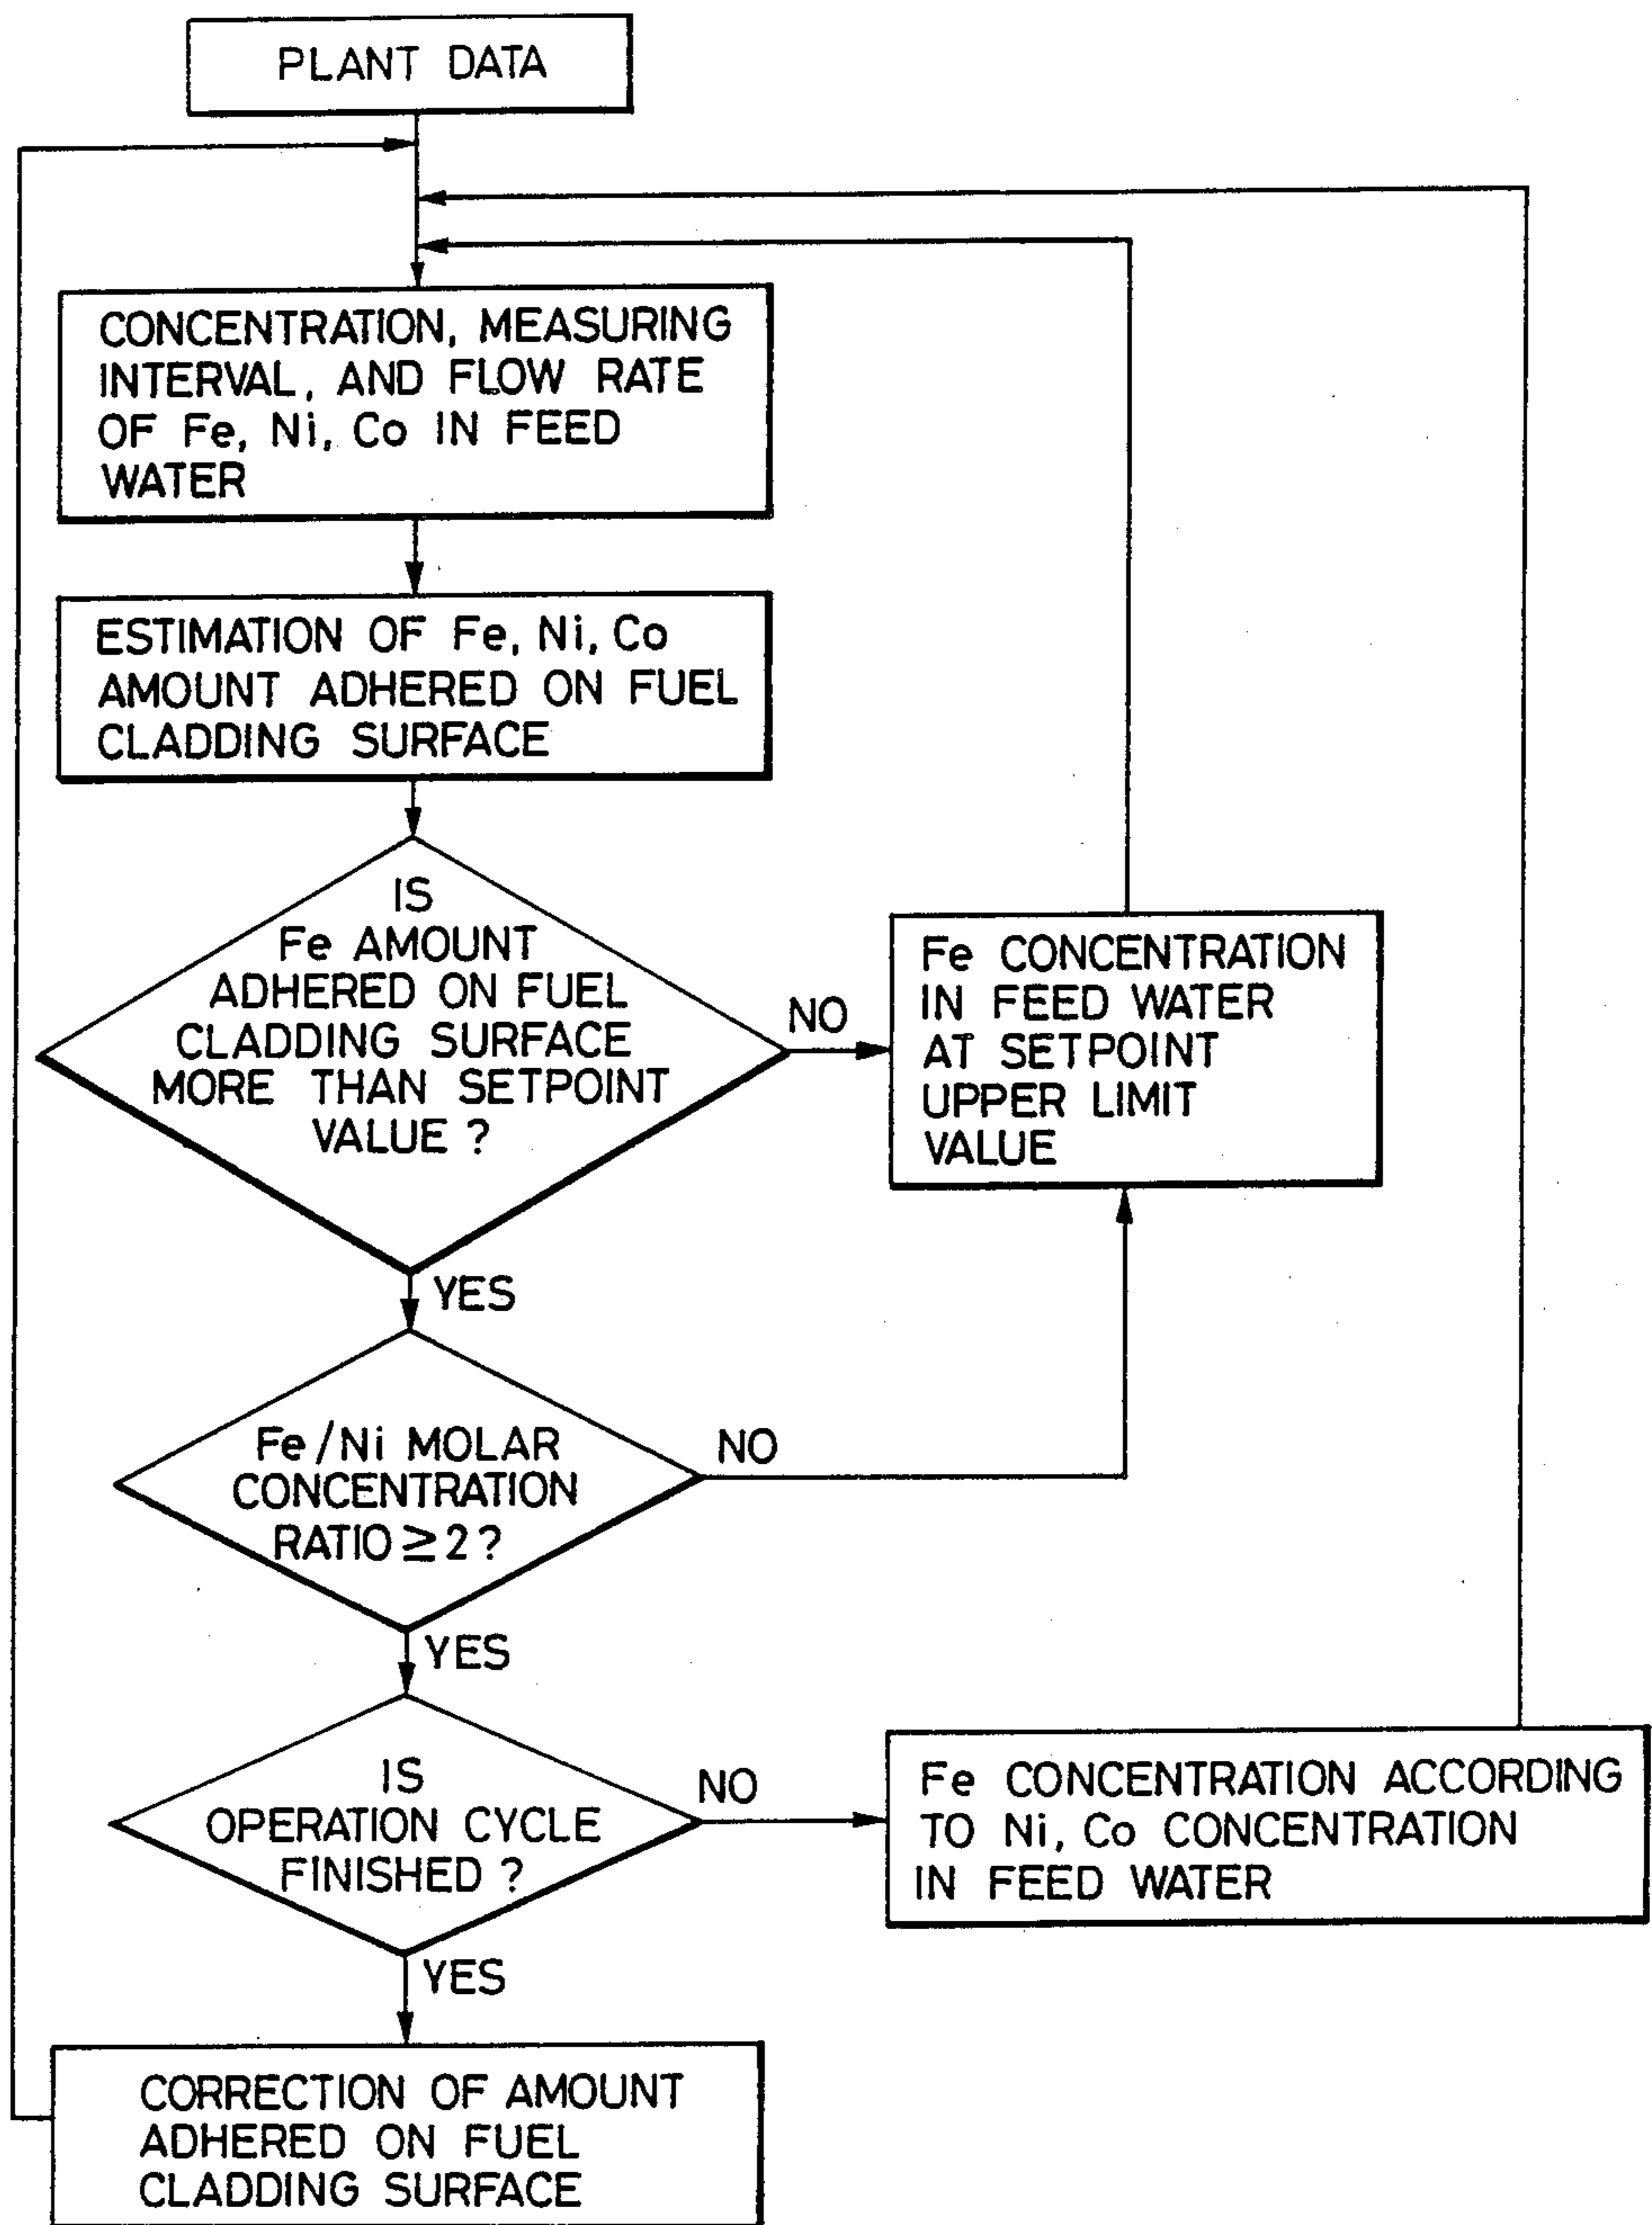 PLANT DATA
CONCENTRATION, MEASURING
INTERVAL, AND FLOW RATE
OF Fe, Ni, Co IN FEED
WATER
ESTIMATION OF Fe, Ni, Co
AMOUNT ADHERED ON FUEL
CLADDING SURFACE
IS
Fe AMOUNT
ADHERED ON FUEL
CLADDING SURFACE
MORE THAN SETPOINT
VALUE ?
NO
Fe CONCENTRATION
IN FEED WATER
AT SETPOINT
UPPER LIMIT
VALUE
YES
Fe/Ni MOLAR
CONCENTRATION
RATIO ≧ 2 ?
NO
YES
IS
OPERATION CYCLE
FINISHED ?
NO
Fe CONCENTRATION ACCORDING
TO Ni, Co CONCENTRATION
IN FEED WATER
YES
CORRECTION OF AMOUNT
ADHERED ON FUEL
CLADDING SURFACE